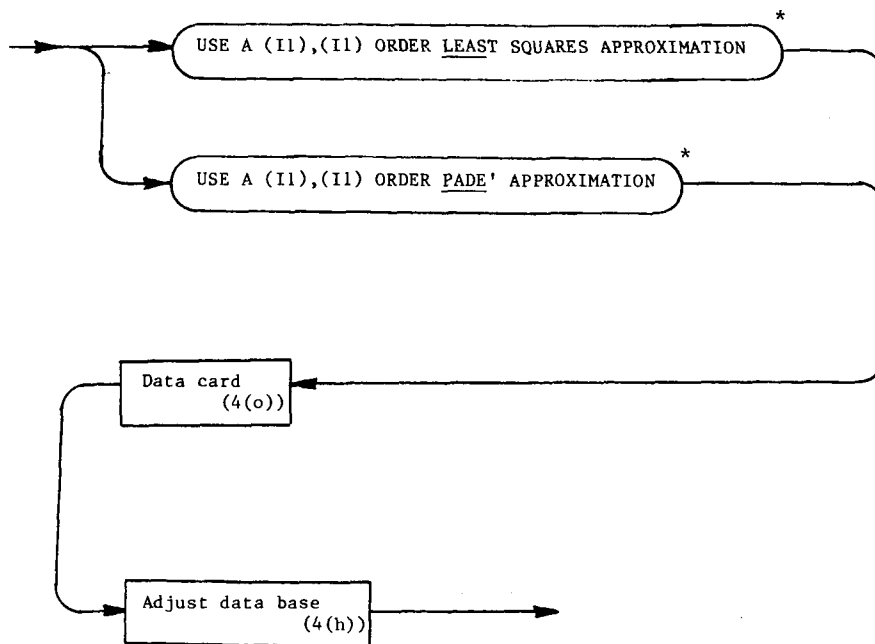 *
USE A (I1),(I1) ORDER LEAST SQUARES APPROXIMATION
*
USE A (I1),(I1) ORDER PADE' APPROXIMATION
Data card
(4(o))
Adjust data base
(4(h))